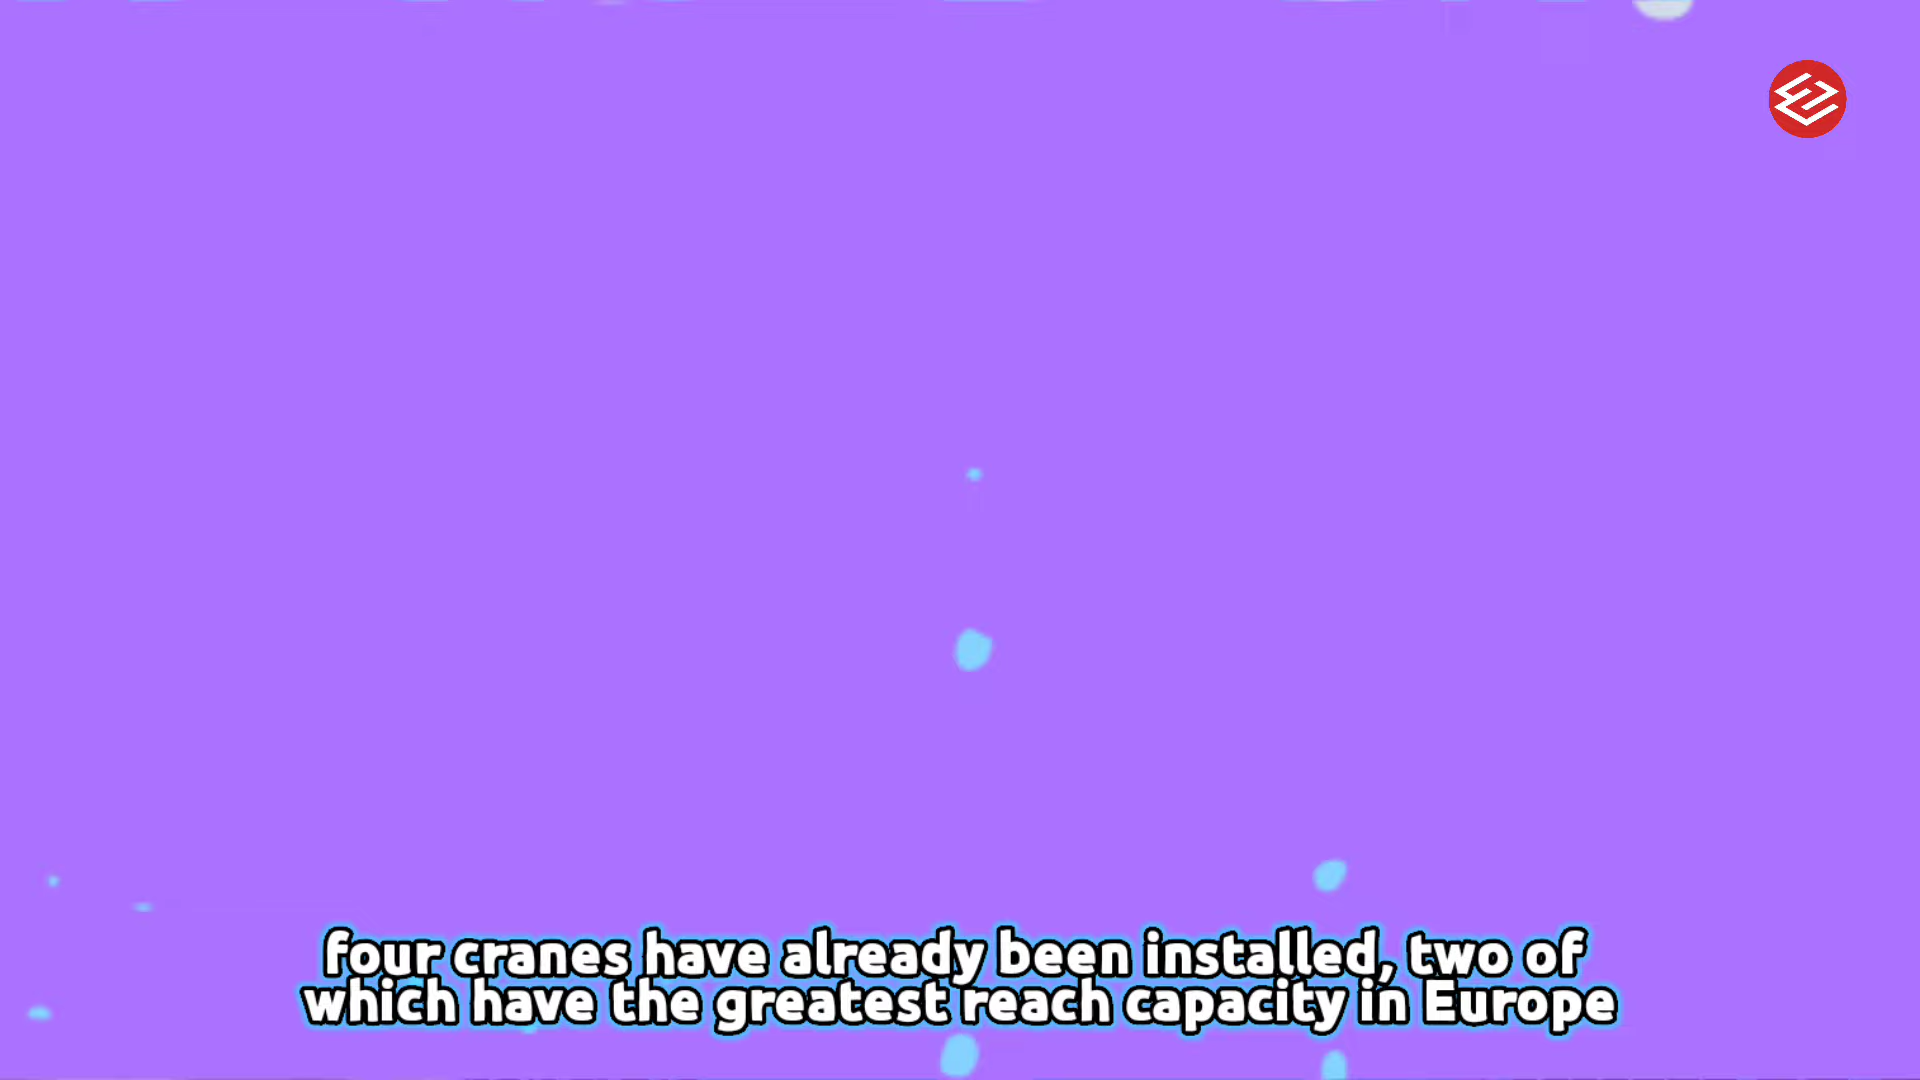 four cranes have already been installed, two of
which have the greatest reach capacity in Europe